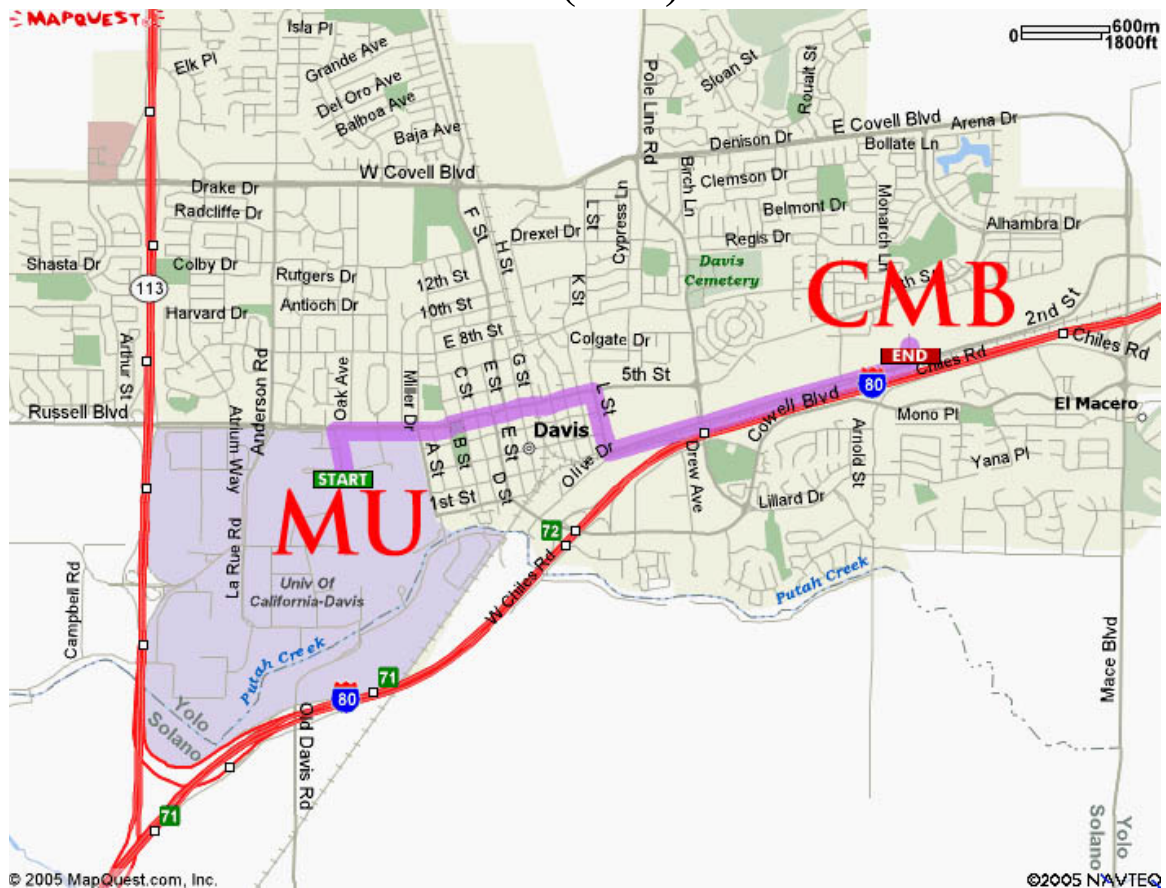 MAPQUEST
600m
0
1800ft
Isla Pl
Elk Pl
Grande Ave
Del Oro Ave
Balboa Ave
Baja Ave
Pole Line Rd
Sloan St
Roualt St
E Covell Blvd
Arena Dr
Denison Dr
Bollate Ln
W Covell Blvd
Drake Dr
Radcliffe Dr
Birch Ln
Clemson Dr
Belmont Dr
Monarch Ln
Alhambra Dr
F St
H St
Drexel Dr
L St
Cypress Ln
Regis Dr
Shasta Dr
Colby Dr
Rutgers Dr
12th St
K St
Davis
Cemetery
113
Harvard Dr
Antioch Dr
10th St
E 8th St
CMB
2nd St
Arthur St
Colgate Dr
G St
Chiles Rd
END
Chiles Rd
Anderson Rd
Oak Ave
Miller Dr
C St
E St
5th St
L St
80
Russell Blvd
Atrium Way
A St
B St
E St
Davis
Cowell Blvd
Mono Pl
El Macero
START
D St
Olive Dr
Drew Ave
Arnold St
Yana Pl
1st St
Lillard Dr
MU
72
La Rue Rd
Campbell Rd
Univ Of
California-Davis
W Chiles Rd
Putah Creek
Putah Creek
71
80
Mace Blvd
Yolo
Solano
Old Davis Rd
71
Yolo
Solano
© 2005 MapQuest.com, Inc.
©2005 NAVTEQ